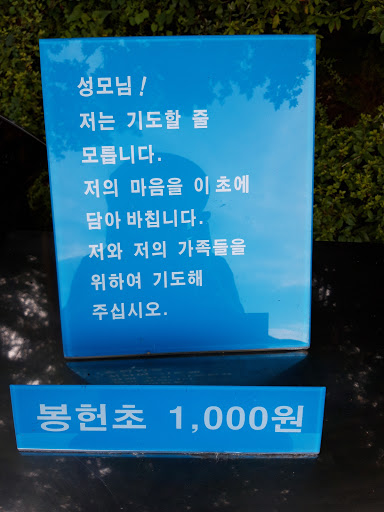 성모님!
저는 기도할 줄
모릅니다.
저의 마음을 이 초에
담아 바칩니다.
저와 저의 가족들을
위하여 기도해
주십시오.
봉헌초 1,000원